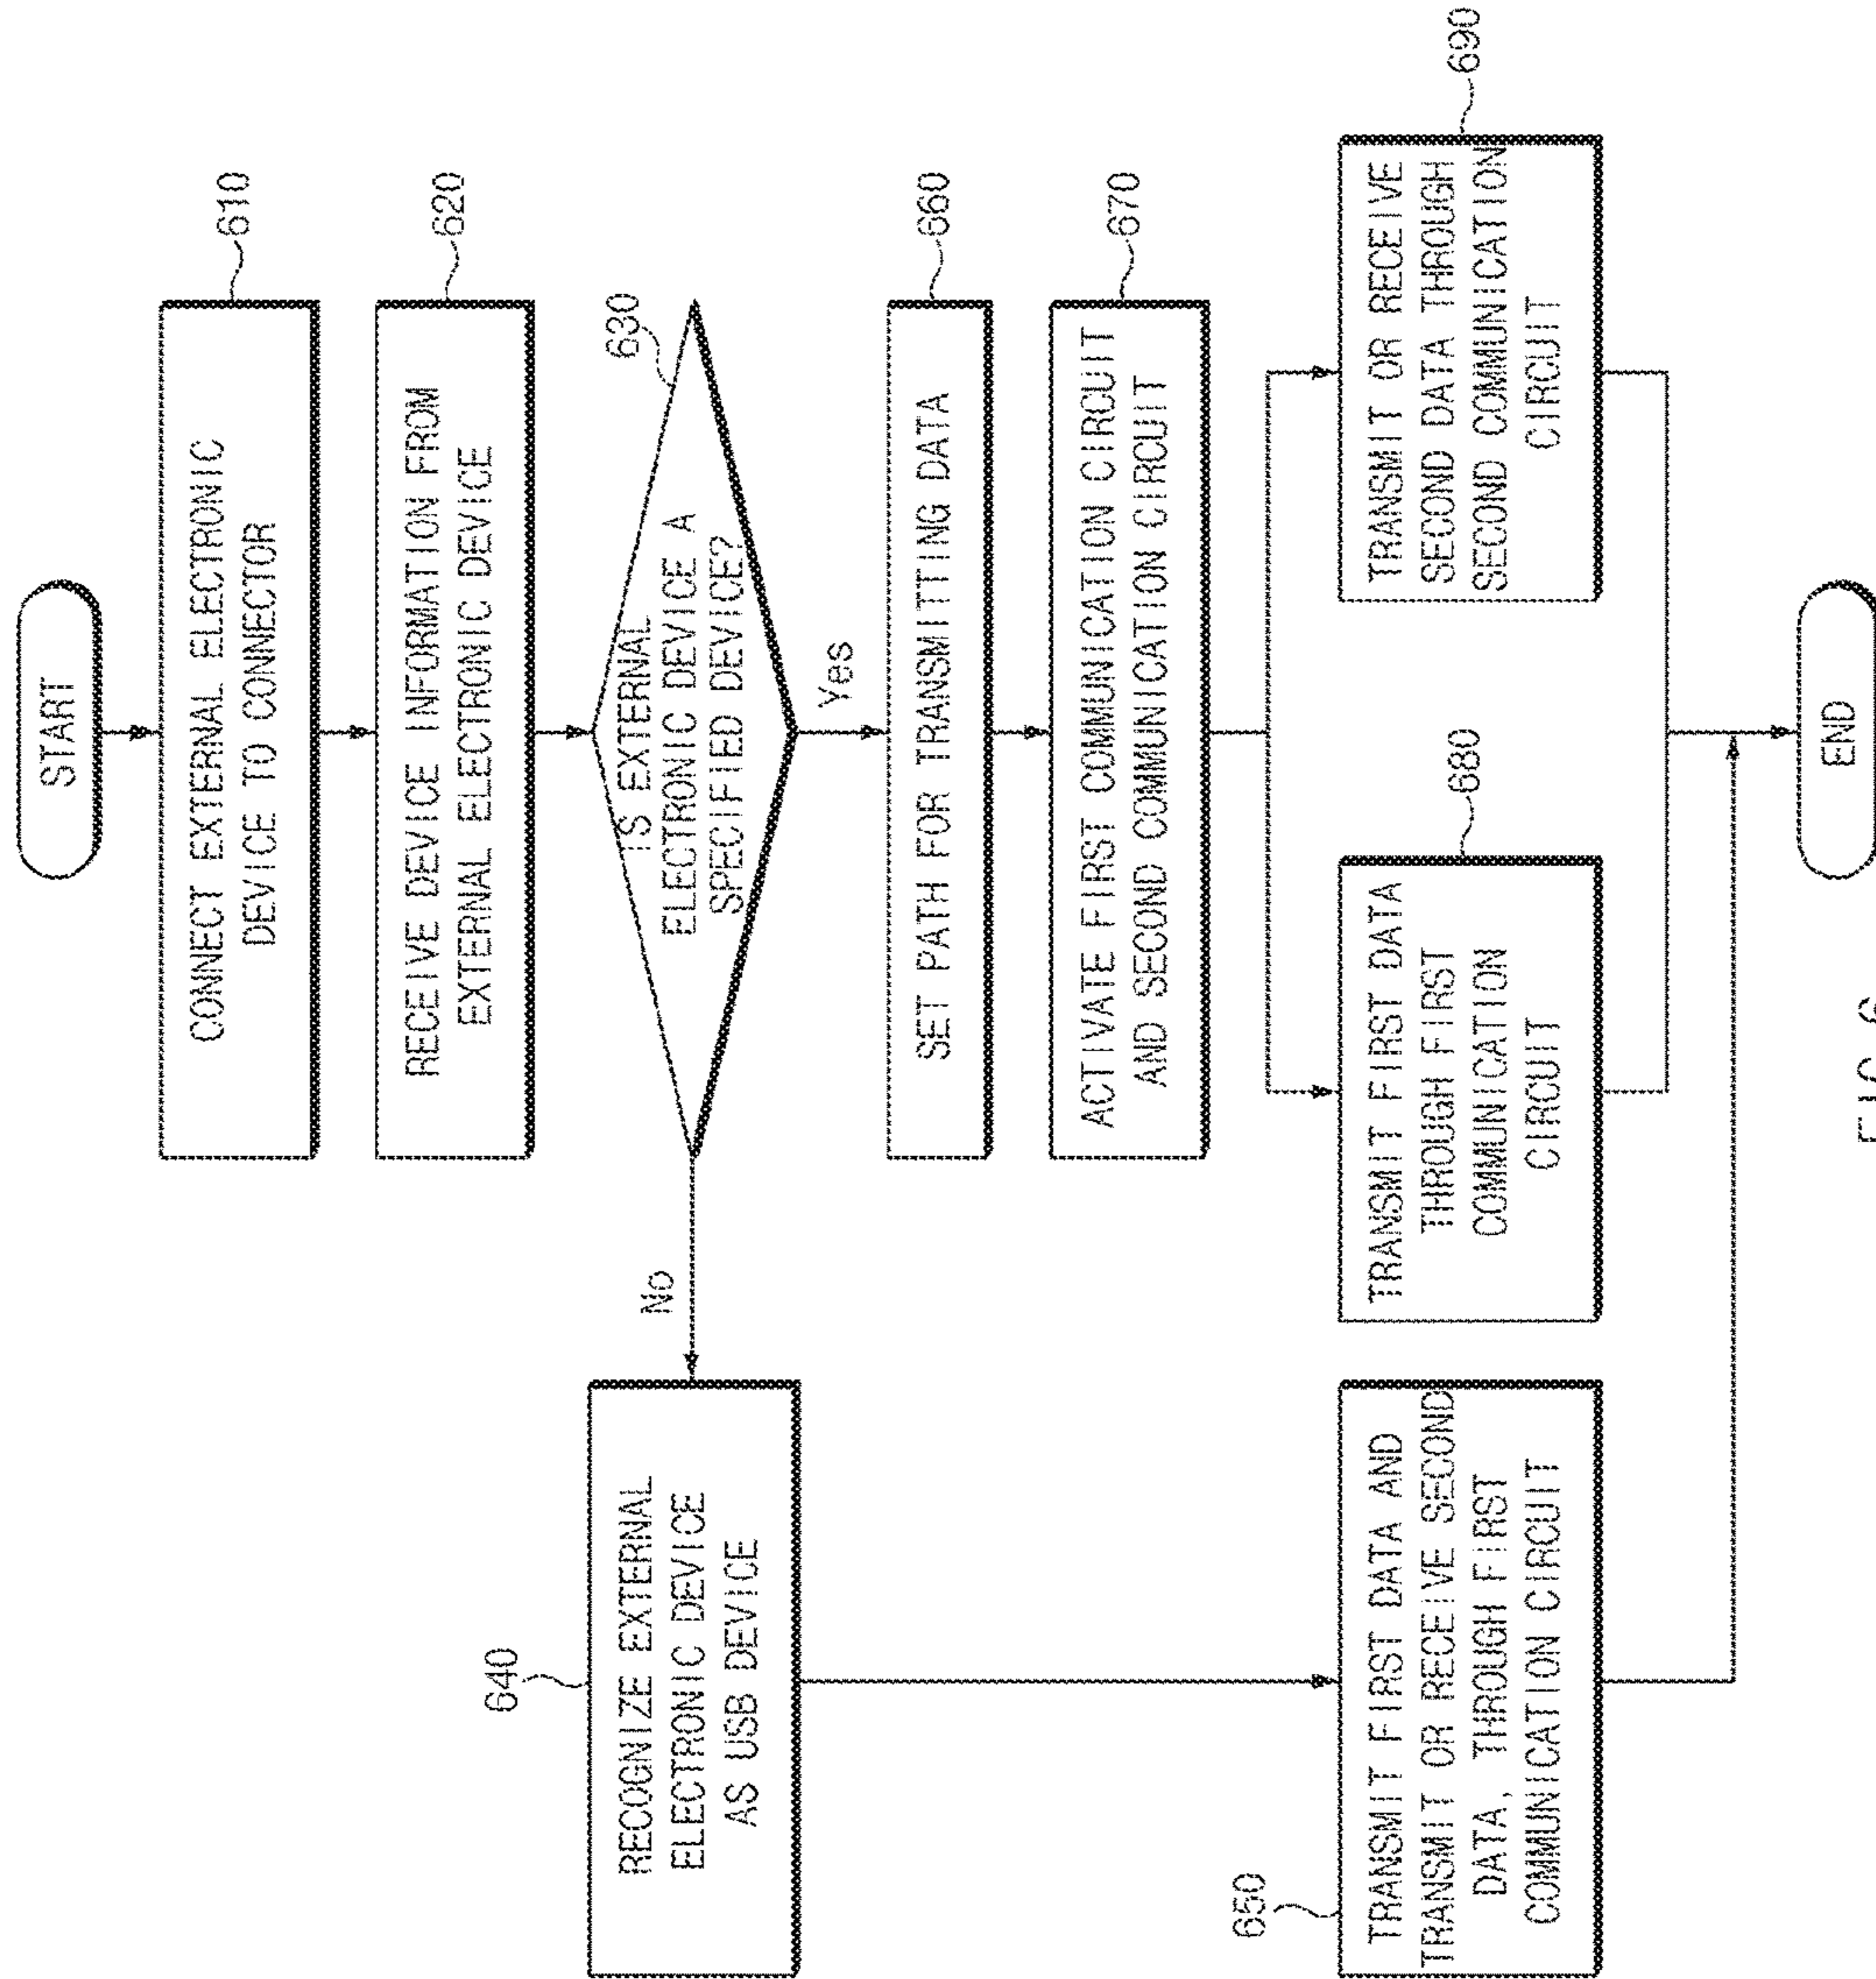 START
CONNECT EXTERNAL ELECTRONIC
DEVICE TO CONNECTOR
610
RECEIVE DEVICE INFORMATION FROM
EXTERNAL ELECTRONIC DEVICE
620
IS EXTERNAL
ELECTRONIC DEVICE A
SPECIFIED DEVICE?
630
No
Yes
640
RECOGNIZE EXTERNAL
ELECTRONIC DEVICE
AS USB DEVICE
SET PATH FOR TRANSMITTING DATA
660
ACTIVATE FIRST COMMUNICATION CIRCUIT
AND SECOND COMMUNICATION CIRCUIT
670
650
TRANSMIT FIRST DATA AND
TRANSMIT OR RECEIVE SECOND
DATA, THROUGH FIRST
COMMUNICATION CIRCUIT
TRANSMIT FIRST DATA
THROUGH FIRST
COMMUNICATION
CIRCUIT
680
TRANSMIT OR RECEIVE
SECOND DATA THROUGH
SECOND COMMUNICATION
CIRCUIT
690
END